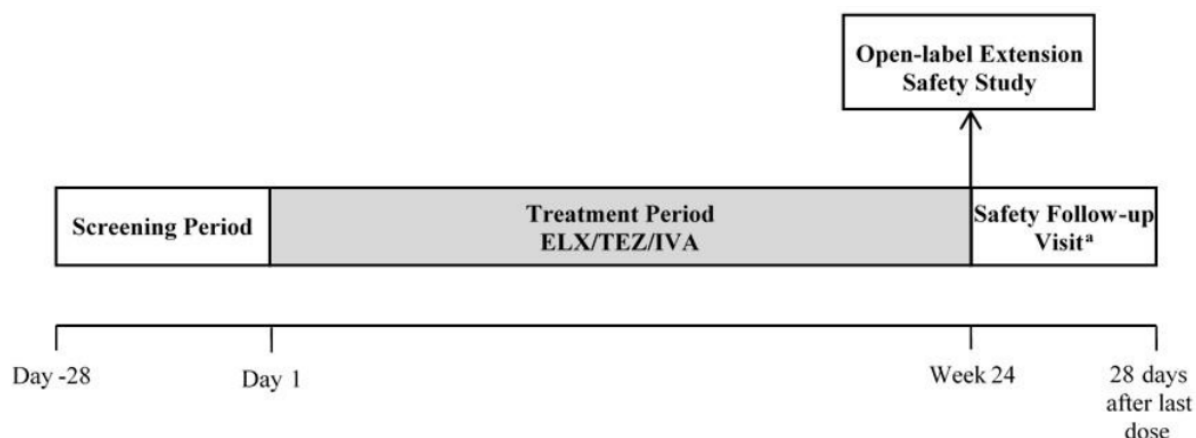 Open-label Extension
Safety Study
Screening Period
Treatment Period
ELX/TEZ/IVA
Safety Follow-up
Visitᵃ
Day -28
Day 1
Week 24
28 days
after last
dose